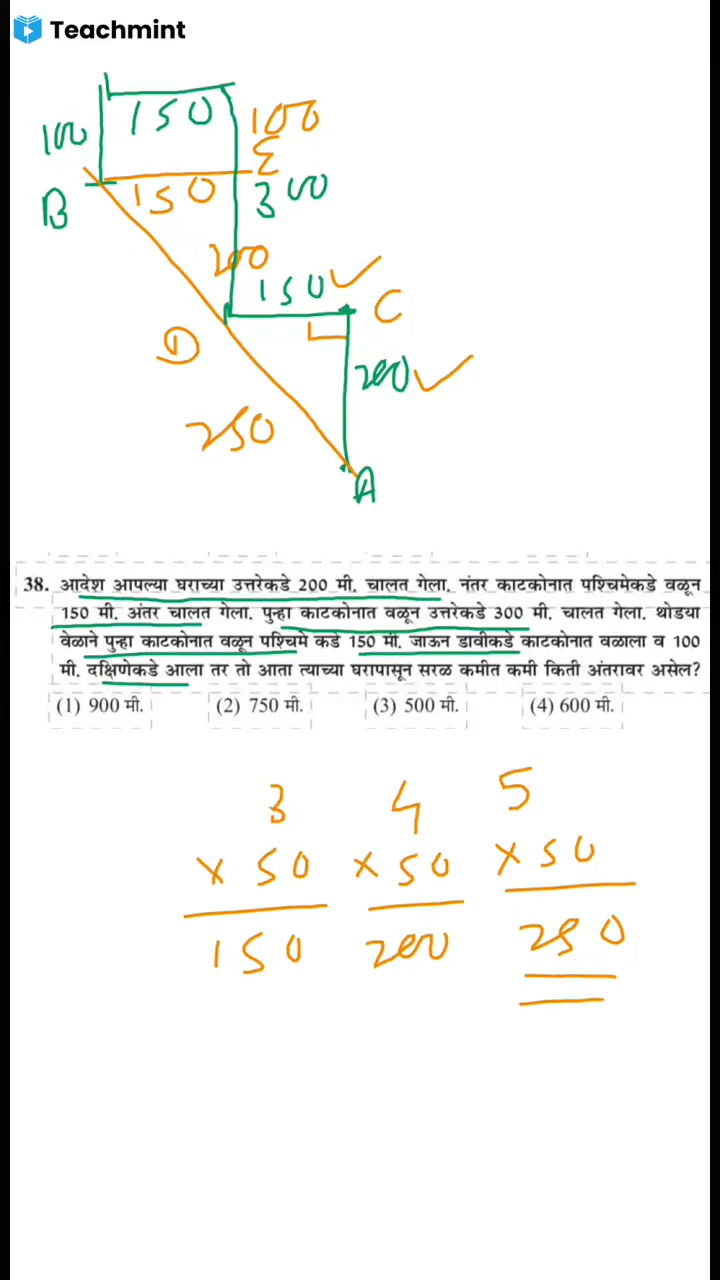 Teachmint
150
100
100
E
B
150
300
200
150
C
D
200
250
A
38. आदेश आपल्या घराच्या उत्तरेकडे 200 मी. चालत गेला. नंतर काटकोनात पश्चिमेकडे वळून
150 मी. अंतर चालत गेला. पुन्हा काटकोनात वळून उत्तरेकडे 300 मी. चालत गेला. थोडया
वेळाने पुन्हा काटकोनात वळून पश्चिमे कडे 150 मी. जाऊन डावीकडे काटकोनात वळाला व 100
मी. दक्षिणेकडे आला तर तो आता त्याच्या घरापासून सरळ कमीत कमी किती अंतरावर असेल?
(1) 900 मी. (2) 750 मी. (3) 500 मी. (4) 600 मी.
3 4 5
× 50 × 50 × 50
150 200 250